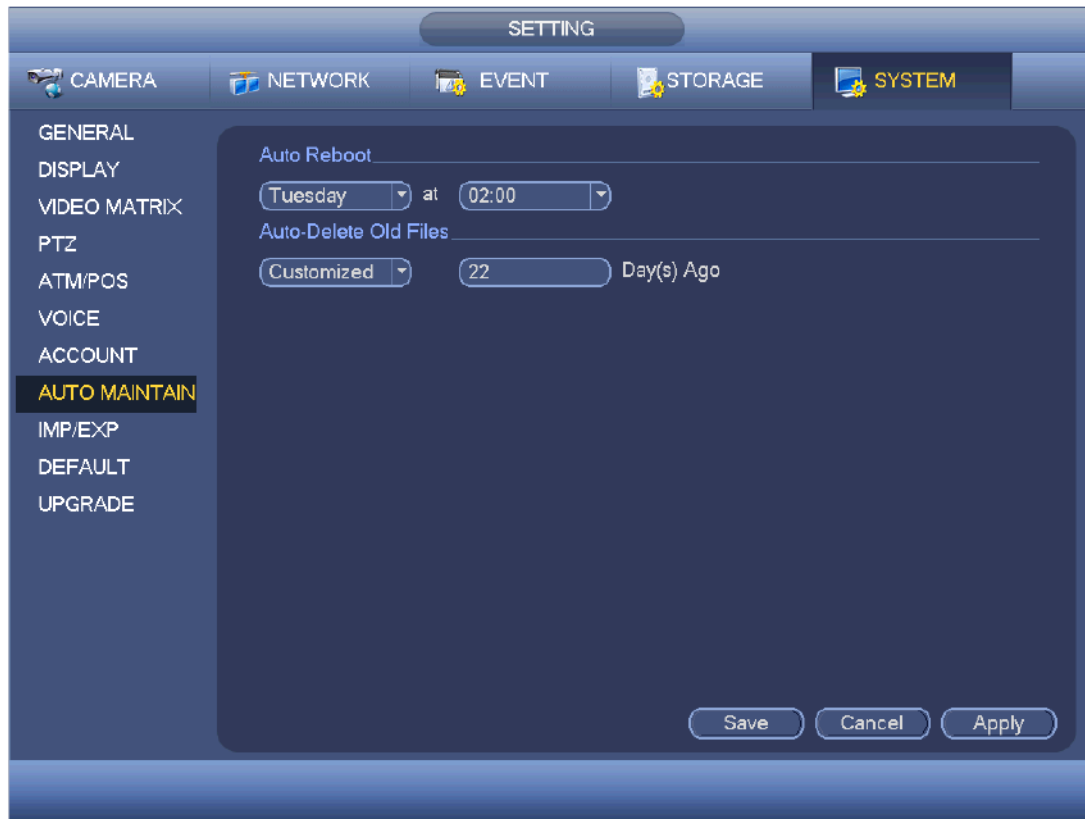 SETTING
CAMERA NETWORK EVENT STORAGE SYSTEM
GENERAL
DISPLAY
VIDEO MATRIX
PTZ
ATM/POS
VOICE
ACCOUNT
AUTO MAINTAIN
IMP/EXP
DEFAULT
UPGRADE
Auto Reboot
Tuesday at 02:00
Auto-Delete Old Files
Customized 22 Day(s) Ago
Save Cancel Apply